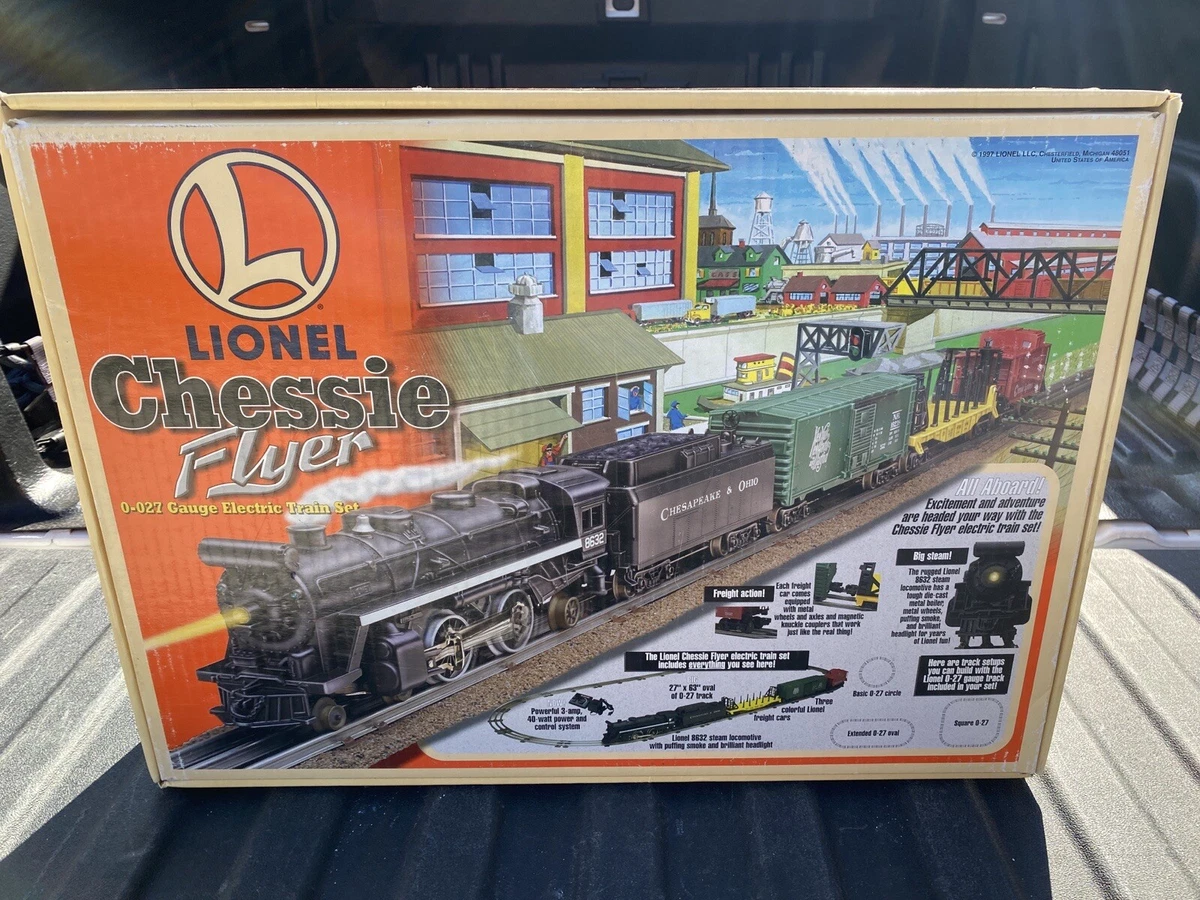 © 1997 LIONEL LLC, CHESTERFIELD, MICHIGAN 48051
UNITED STATES OF AMERICA
L
LIONEL
Chessie
Flyer
0-027 Gauge Electric Train Set
CAFE
CHESAPEAKE & OHIO
8632
All Aboard!
Excitement and adventure
are headed your way with the
Chessie Flyer electric train set!
Big steam!
The rugged Lionel
8632 steam
locomotive has a
tough die-cast
metal boiler,
metal wheels,
puffing smoke,
and brilliant
headlight for years
of Lionel fun!
Freight action!
Each freight
car comes
equipped
with metal
wheels and axles and magnetic
knuckle couplers that work
just like the real thing!
The Lionel Chessie Flyer electric train set
includes everything you see here!
27" x 63" oval
of 0-27 track
Powerful 3-amp,
40-watt power and
control system
Three
colorful Lionel
freight cars
Lionel 8632 steam locomotive
with puffing smoke and brilliant headlight
Here are track setups
you can build with the
Lionel 0-27 gauge track
included in your set!
Basic 0-27 circle
Extended 0-27 oval
Square 0-27